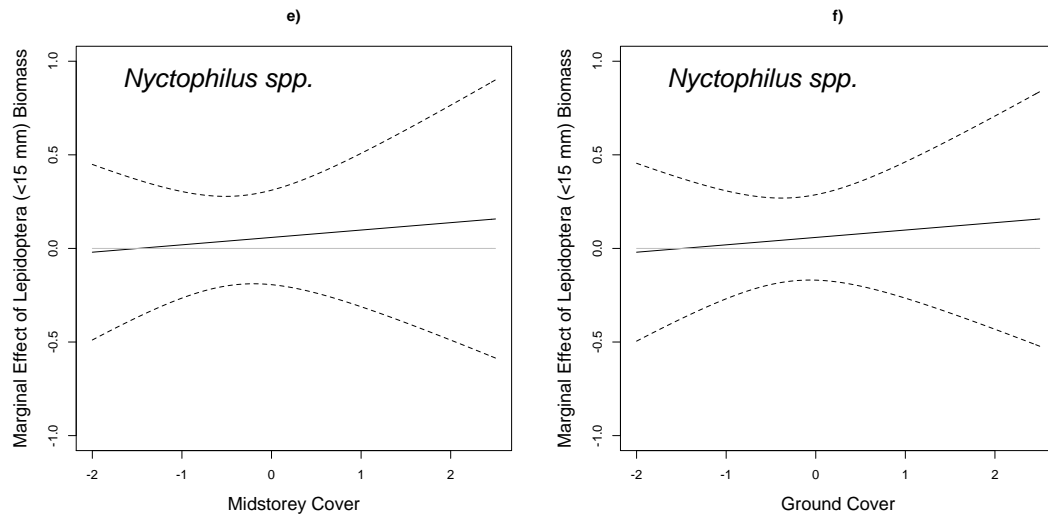 e)
Nyctophilus spp.
Marginal Effect of Lepidoptera (<15 mm) Biomass
1.0
0.5
0.0
-0.5
-1.0
-2
-1
0
1
2
Midstorey Cover
f)
Nyctophilus spp.
Marginal Effect of Lepidoptera (<15 mm) Biomass
1.0
0.5
0.0
-0.5
-1.0
-2
-1
0
1
2
Ground Cover